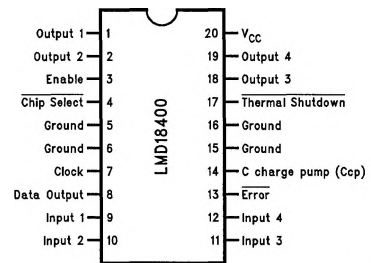 Output 1 1 20 VCC
Output 2 2 19 Output 4
Enable 3 18 Output 3
Chip Select 4 17 Thermal Shutdown
Ground 5 16 Ground
Ground 6 15 Ground
Clock 7 14 C charge pump (Ccp)
Data Output 8 13 Error
Input 1 9 12 Input 4
Input 2 10 11 Input 3
LMD18400